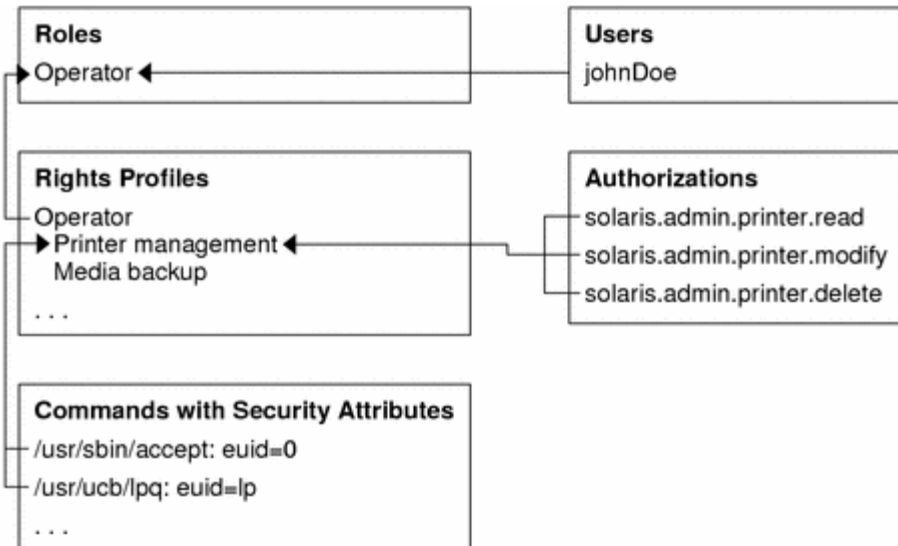 Roles
Operator
Users
johnDoe
Rights Profiles
Operator
Printer management
Media backup
. . .
Authorizations
solaris.admin.printer.read
solaris.admin.printer.modify
solaris.admin.printer.delete
Commands with Security Attributes
/usr/sbin/accept: euid=0
/usr/ucb/lpq: euid=lp
. . .